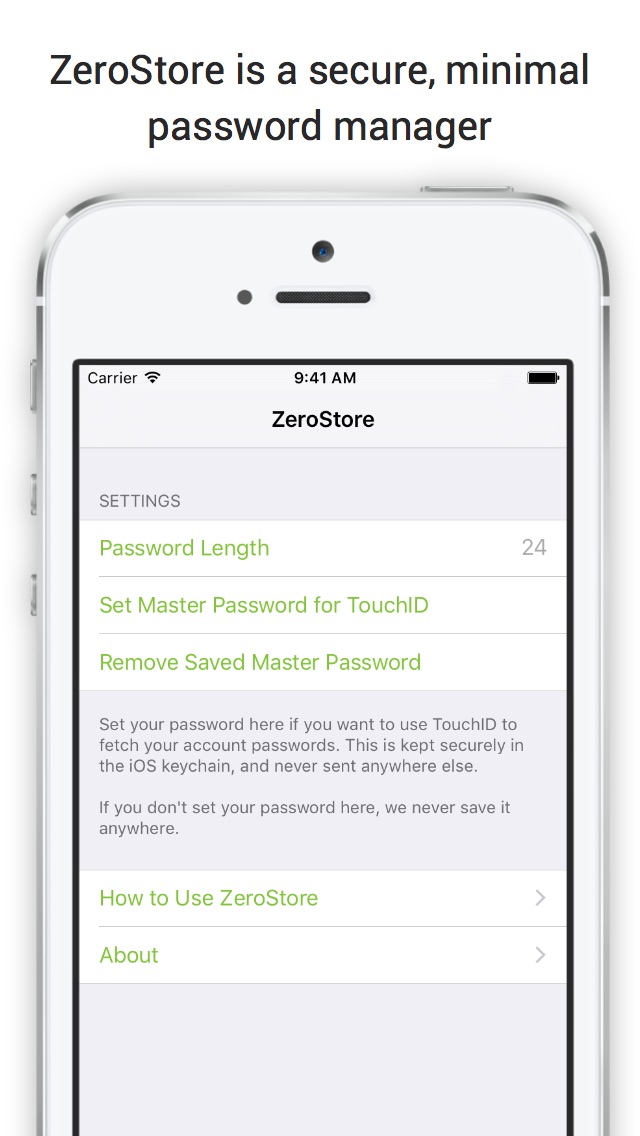 ZeroStore is a secure, minimal
password manager
Carrier 9:41 AM
ZeroStore
SETTINGS
Password Length 24
Set Master Password for TouchID
Remove Saved Master Password
Set your password here if you want to use TouchID to
fetch your account passwords. This is kept securely in
the iOS keychain, and never sent anywhere else.
If you don't set your password here, we never save it
anywhere.
How to Use ZeroStore
About